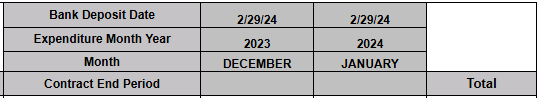 Bank Deposit Date 2/29/24 2/29/24
Expenditure Month Year 2023 2024
Month DECEMBER JANUARY
Contract End Period Total